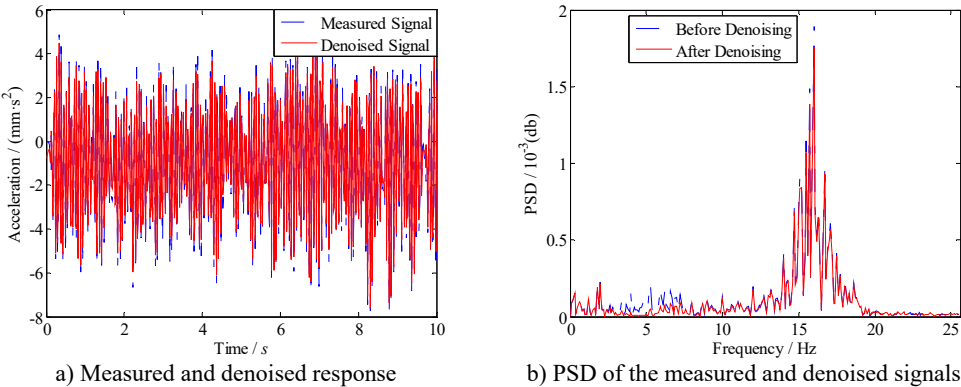 Measured Signal
Denoised Signal
6
4
2
0
-2
-4
-6
-8
0
2
4
6
8
10
Acceleration / (mm·s²)
Time / s
a) Measured and denoised response
Before Denoising
After Denoising
2
1.5
1
0.5
0
0
5
10
15
20
25
PSD / 10⁻³(db)
Frequency / Hz
b) PSD of the measured and denoised signals